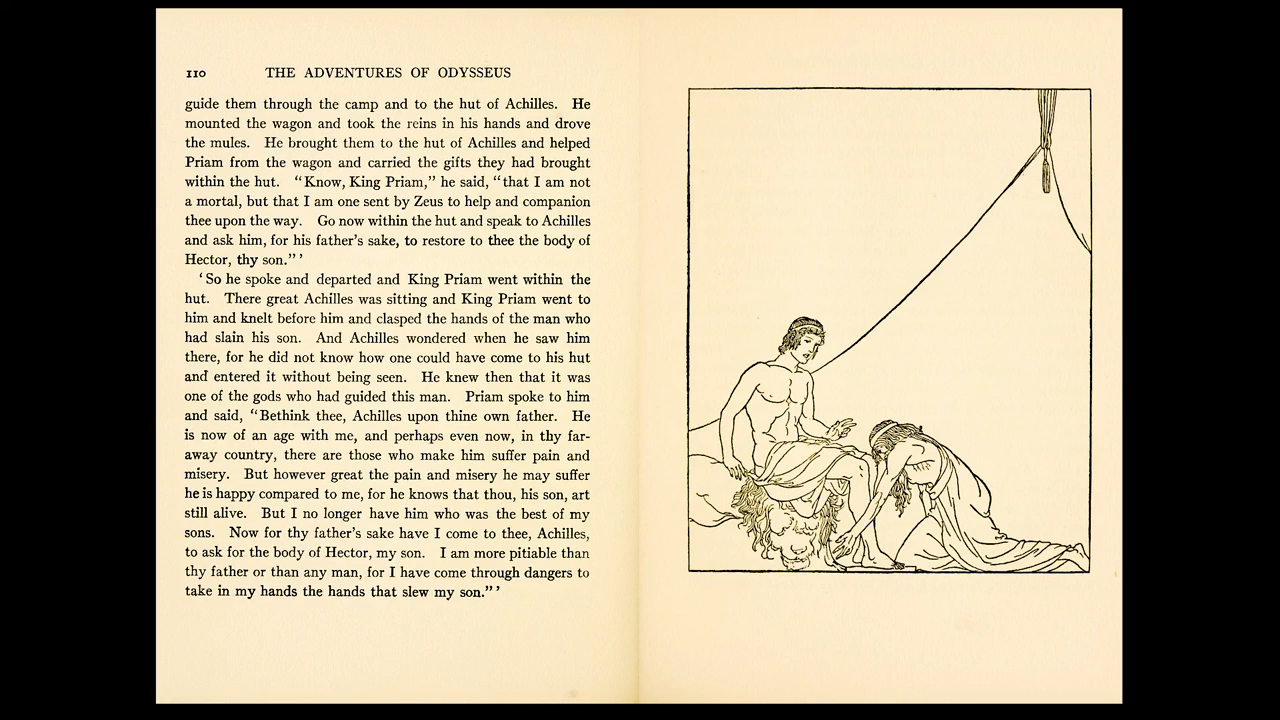 110 THE ADVENTURES OF ODYSSEUS
guide them through the camp and to the hut of Achilles. He
mounted the wagon and took the reins in his hands and drove
the mules. He brought them to the hut of Achilles and helped
Priam from the wagon and carried the gifts they had brought
within the hut. “Know, King Priam,” he said, “that I am not
a mortal, but that I am one sent by Zeus to help and companion
thee upon the way. Go now within the hut and speak to Achilles
and ask him, for his father's sake, to restore to thee the body of
Hector, thy son.” ’
‘ So he spoke and departed and King Priam went within the
hut. There great Achilles was sitting and King Priam went to
him and knelt before him and clasped the hands of the man who
had slain his son. And Achilles wondered when he saw him
there, for he did not know how one could have come to his hut
and entered it without being seen. He knew then that it was
one of the gods who had guided this man. Priam spoke to him
and said, “Bethink thee, Achilles upon thine own father. He
is now of an age with me, and perhaps even now, in thy far-
away country, there are those who make him suffer pain and
misery. But however great the pain and misery he may suffer
he is happy compared to me, for he knows that thou, his son, art
still alive. But I no longer have him who was the best of my
sons. Now for thy father's sake have I come to thee, Achilles,
to ask for the body of Hector, my son. I am more pitiable than
thy father or than any man, for I have come through dangers to
take in my hands the hands that slew my son.” ’